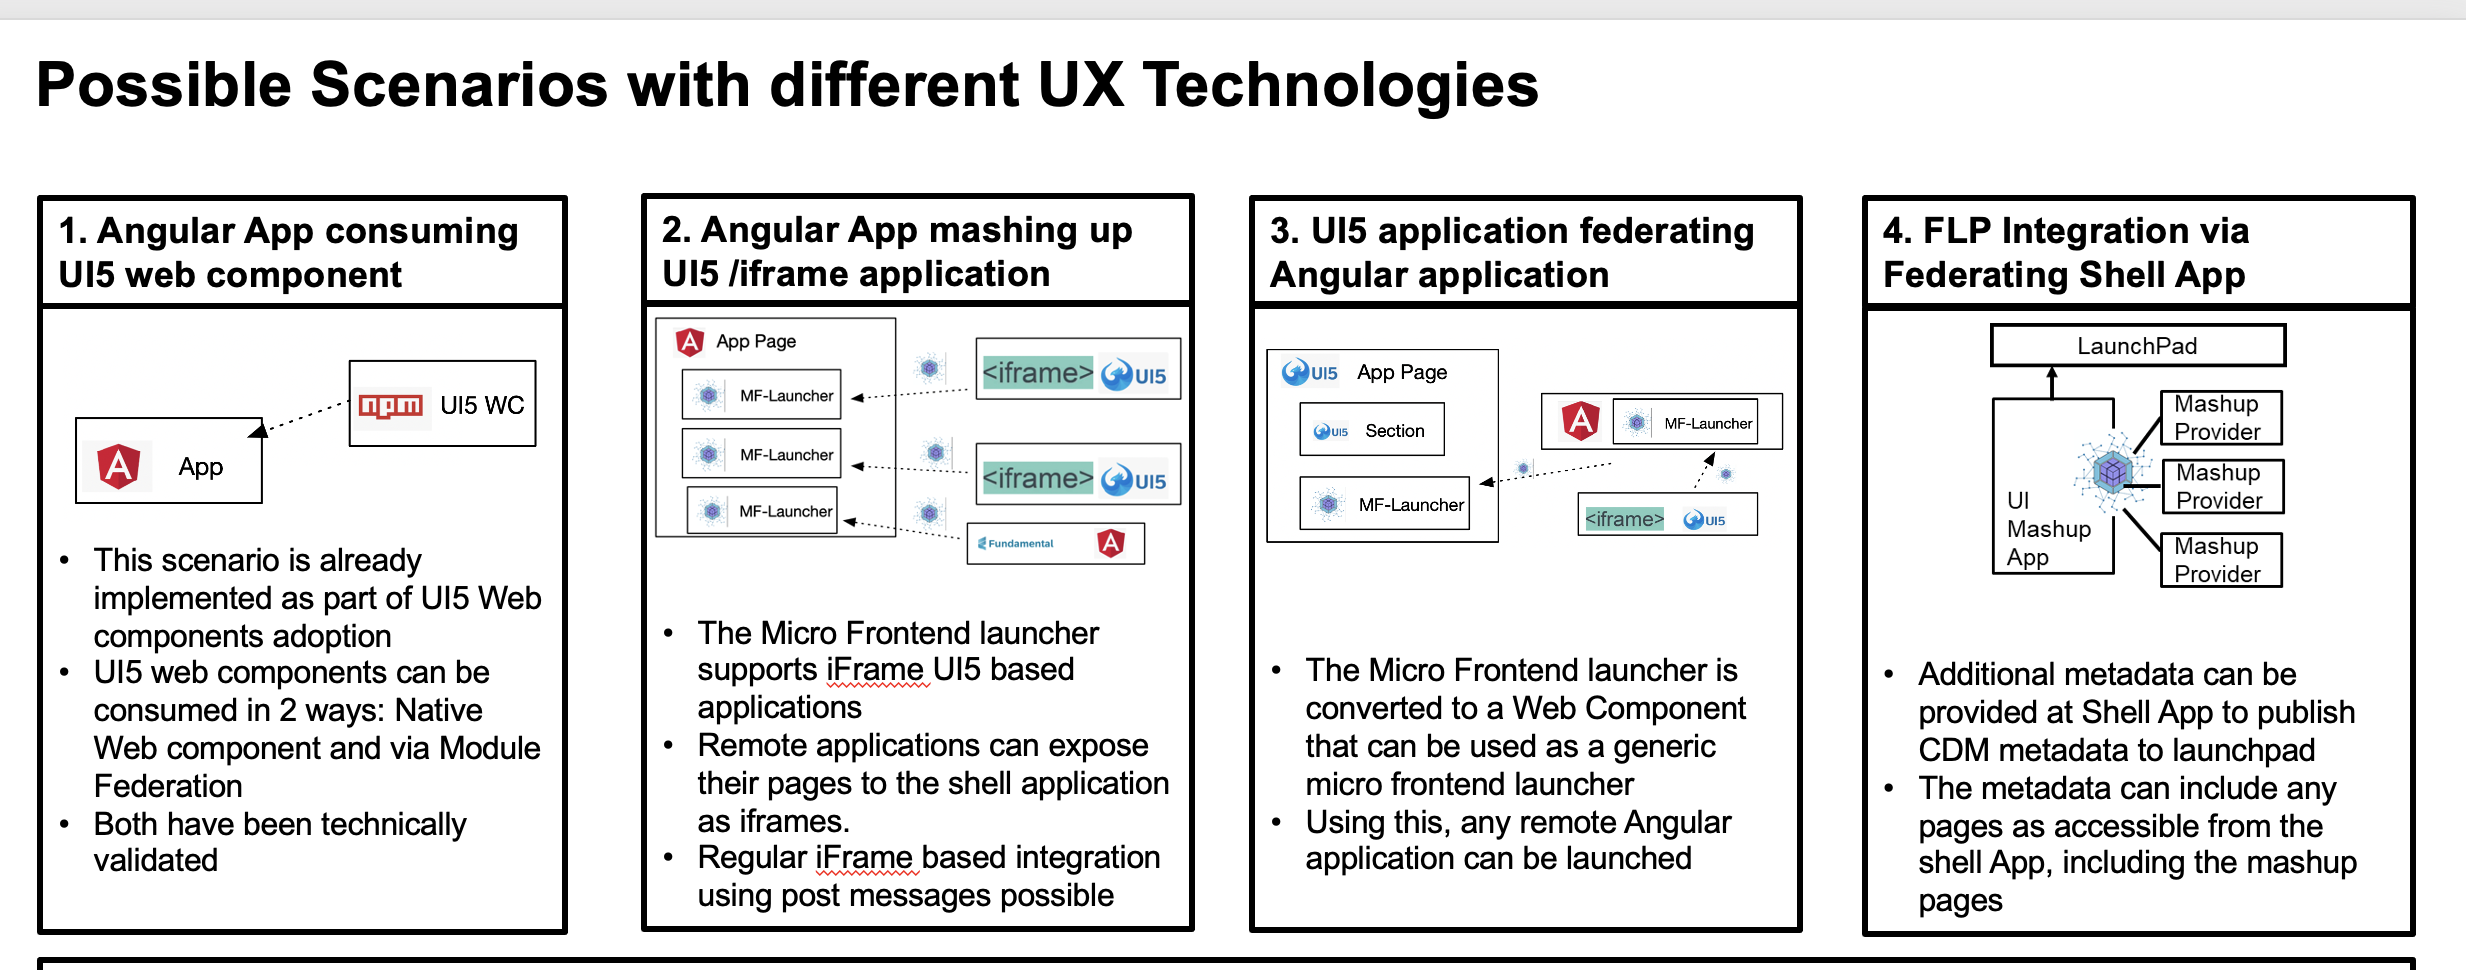 Possible Scenarios with different UX Technologies
1. Angular App consuming
UI5 web component
App
npm UI5 WC
• This scenario is already
implemented as part of UI5 Web
components adoption
• UI5 web components can be
consumed in 2 ways: Native
Web component and via Module
Federation
• Both have been technically
validated
2. Angular App mashing up
UI5 /iframe application
A App Page
MF-Launcher
MF-Launcher
MF-Launcher
<iframe> UI5
<iframe> UI5
Fundamental A
• The Micro Frontend launcher
supports iFrame UI5 based
applications
• Remote applications can expose
their pages to the shell application
as iframes.
• Regular iFrame based integration
using post messages possible
3. UI5 application federating
Angular application
UI5 App Page
UI5 Section
MF-Launcher
A MF-Launcher
<iframe> UI5
• The Micro Frontend launcher is
converted to a Web Component
that can be used as a generic
micro frontend launcher
• Using this, any remote Angular
application can be launched
4. FLP Integration via
Federating Shell App
LaunchPad
UI
Mashup
App
Mashup
Provider
Mashup
Provider
Mashup
Provider
• Additional metadata can be
provided at Shell App to publish
CDM metadata to launchpad
• The metadata can include any
pages as accessible from the
shell App, including the mashup
pages